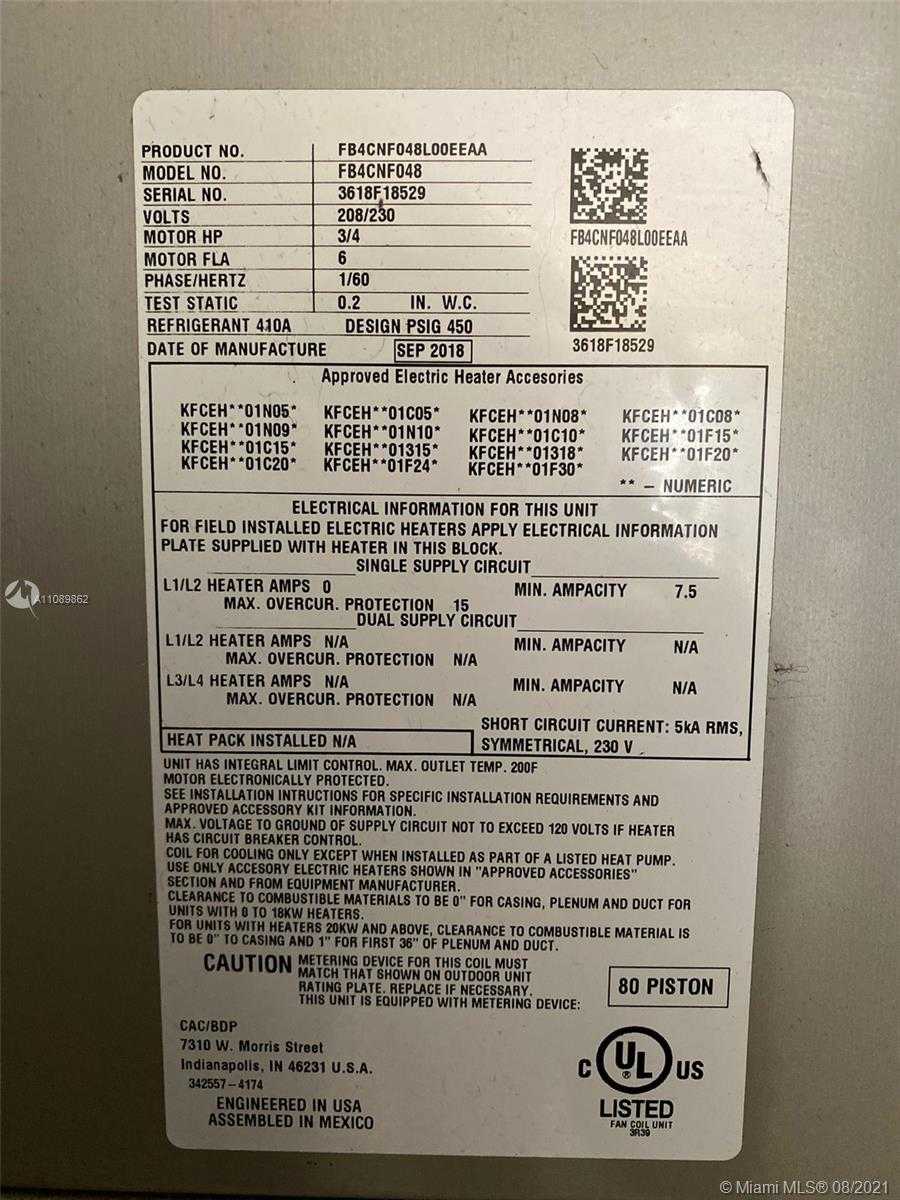 PRODUCT NO. FB4CNF048L00EEAA
MODEL NO. FB4CNF048
SERIAL NO. 3618F18529
VOLTS 208/230
MOTOR HP 3/4
MOTOR FLA 6
PHASE/HERTZ 1/60
TEST STATIC 0.2 IN. W.C.
REFRIGERANT 410A DESIGN PSIG 450
DATE OF MANUFACTURE SEP 2018
FB4CNF048L00EEAA
3618F18529
Approved Electric Heater Accesories
KFCEH**01N05* KFCEH**01C05* KFCEH**01N08* KFCEH**01C08*
KFCEH**01N09* KFCEH**01N10* KFCEH**01C10* KFCEH**01F15*
KFCEH**01C15* KFCEH**01315* KFCEH**01318* KFCEH**01F20*
KFCEH**01C20* KFCEH**01F24* KFCEH**01F30*
** – NUMERIC
ELECTRICAL INFORMATION FOR THIS UNIT
FOR FIELD INSTALLED ELECTRIC HEATERS APPLY ELECTRICAL INFORMATION
PLATE SUPPLIED WITH HEATER IN THIS BLOCK.
SINGLE SUPPLY CIRCUIT
L1/L2 HEATER AMPS 0 MIN. AMPACITY 7.5
MAX. OVERCUR. PROTECTION 15
DUAL SUPPLY CIRCUIT
L1/L2 HEATER AMPS N/A MIN. AMPACITY N/A
MAX. OVERCUR. PROTECTION N/A
L3/L4 HEATER AMPS N/A MIN. AMPACITY N/A
MAX. OVERCUR. PROTECTION N/A
SHORT CIRCUIT CURRENT: 5kA RMS,
HEAT PACK INSTALLED N/A SYMMETRICAL, 230 V
UNIT HAS INTEGRAL LIMIT CONTROL. MAX. OUTLET TEMP. 200F
MOTOR ELECTRONICALLY PROTECTED.
SEE INSTALLATION INTRUCTIONS FOR SPECIFIC INSTALLATION REQUIREMENTS AND
APPROVED ACCESSORY KIT INFORMATION.
MAX. VOLTAGE TO GROUND OF SUPPLY CIRCUIT NOT TO EXCEED 120 VOLTS IF HEATER
HAS CIRCUIT BREAKER CONTROL.
COIL FOR COOLING ONLY EXCEPT WHEN INSTALLED AS PART OF A LISTED HEAT PUMP.
USE ONLY ACCESORY ELECTRIC HEATERS SHOWN IN "APPROVED ACCESSORIES"
SECTION AND FROM EQUIPMENT MANUFACTURER.
CLEARANCE TO COMBUSTIBLE MATERIALS TO BE 0" FOR CASING, PLENUM AND DUCT FOR
UNITS WITH 0 TO 18KW HEATERS.
FOR UNITS WITH HEATERS 20KW AND ABOVE, CLEARANCE TO COMBUSTIBLE MATERIAL IS
TO BE 0" TO CASING AND 1" FOR FIRST 36" OF PLENUM AND DUCT.
CAUTION METERING DEVICE FOR THIS COIL MUST
MATCH THAT SHOWN ON OUTDOOR UNIT
RATING PLATE. REPLACE IF NECESSARY.
THIS UNIT IS EQUIPPED WITH METERING DEVICE:
80 PISTON
CAC/BDP
7310 W. Morris Street
Indianapolis, IN 46231 U.S.A.
342557-4174
ENGINEERED IN USA
ASSEMBLED IN MEXICO
C UL® US
LISTED
FAN COIL UNIT
3R39
A11089862
© Miami MLS® 08/2021